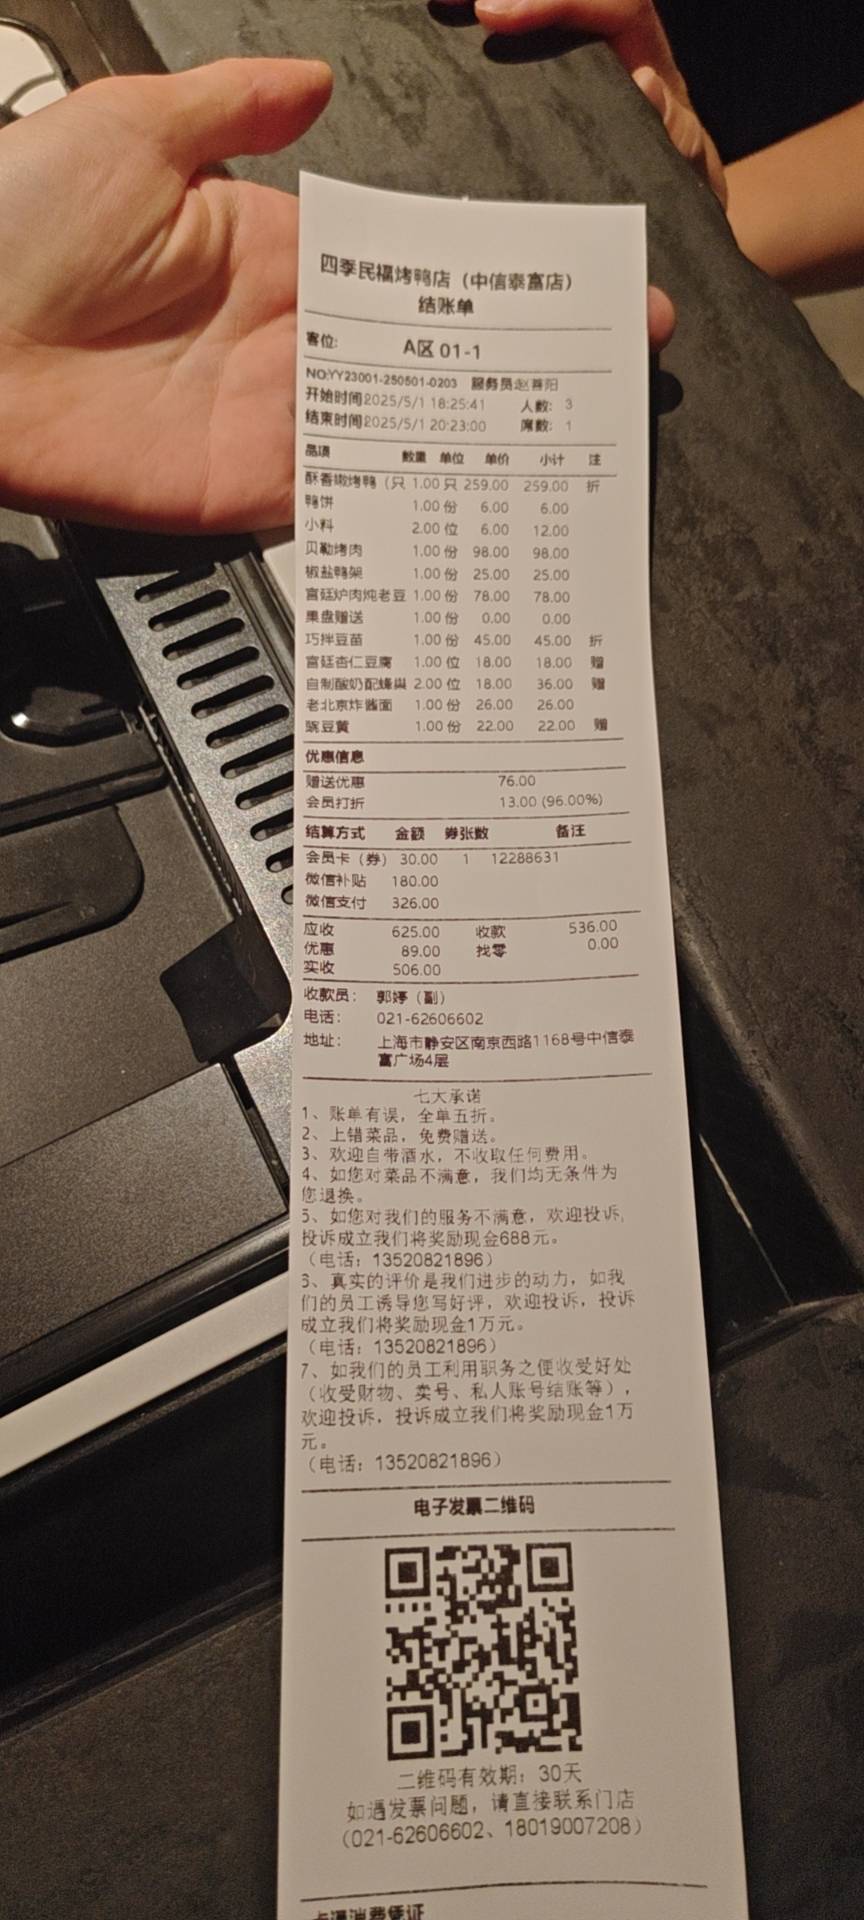 四季民福烤鸭店（中信泰富店）
结账单
客位: A区 01-1
NO:YY23001-250501-0203 服务员赵喜阳
开始时间2025/5/1 18:25:41 人数: 3
结束时间2025/5/1 20:23:00 席数: 1
品项 数量 单位 单价 小计 注
酥香嫩烤鸭（只 1.00 只 259.00 259.00 折
鸭饼 1.00 份 6.00 6.00
小料 2.00 位 6.00 12.00
贝勒烤肉 1.00 份 98.00 98.00
椒盐鸭架 1.00 份 25.00 25.00
宫廷炉肉炖老豆 1.00 份 78.00 78.00
果盘赠送 1.00 份 0.00 0.00
巧拌豆苗 1.00 份 45.00 45.00 折
宫廷杏仁豆腐 1.00 位 18.00 18.00 赠
自制酸奶配蜂巢 2.00 位 18.00 36.00 赠
老北京炸酱面 1.00 份 26.00 26.00
豌豆黄 1.00 份 22.00 22.00 赠
优惠信息
赠送优惠 76.00
会员打折 13.00 (96.00%)
结算方式 金额 券张数 备注
会员卡（券） 30.00 1 12288631
微信补贴 180.00
微信支付 326.00
应收 625.00 收款 536.00
优惠 89.00 找零 0.00
实收 506.00
收款员: 郭婷（副）
电话: 021-62606602
地址: 上海市静安区南京西路1168号中信泰
富广场4层
七大承诺
1、账单有误，全单五折。
2、上错菜品，免费赠送。
3、欢迎自带酒水，不收取任何费用。
4、如您对菜品不满意，我们均无条件为
您退换。
5、如您对我们的服务不满意，欢迎投诉，
投诉成立我们将奖励现金688元。
（电话：13520821896）
6、真实的评价是我们进步的动力，如我
们的员工诱导您写好评，欢迎投诉，投诉
成立我们将奖励现金1万元。
（电话：13520821896）
7、如我们的员工利用职务之便收受好处
（收受财物、卖号、私人账号结账等），
欢迎投诉，投诉成立我们将奖励现金1万
元。
（电话：13520821896）
电子发票二维码
二维码有效期：30天
如遇发票问题，请直接联系门店
（021-62606602、18019007208）
消费凭证